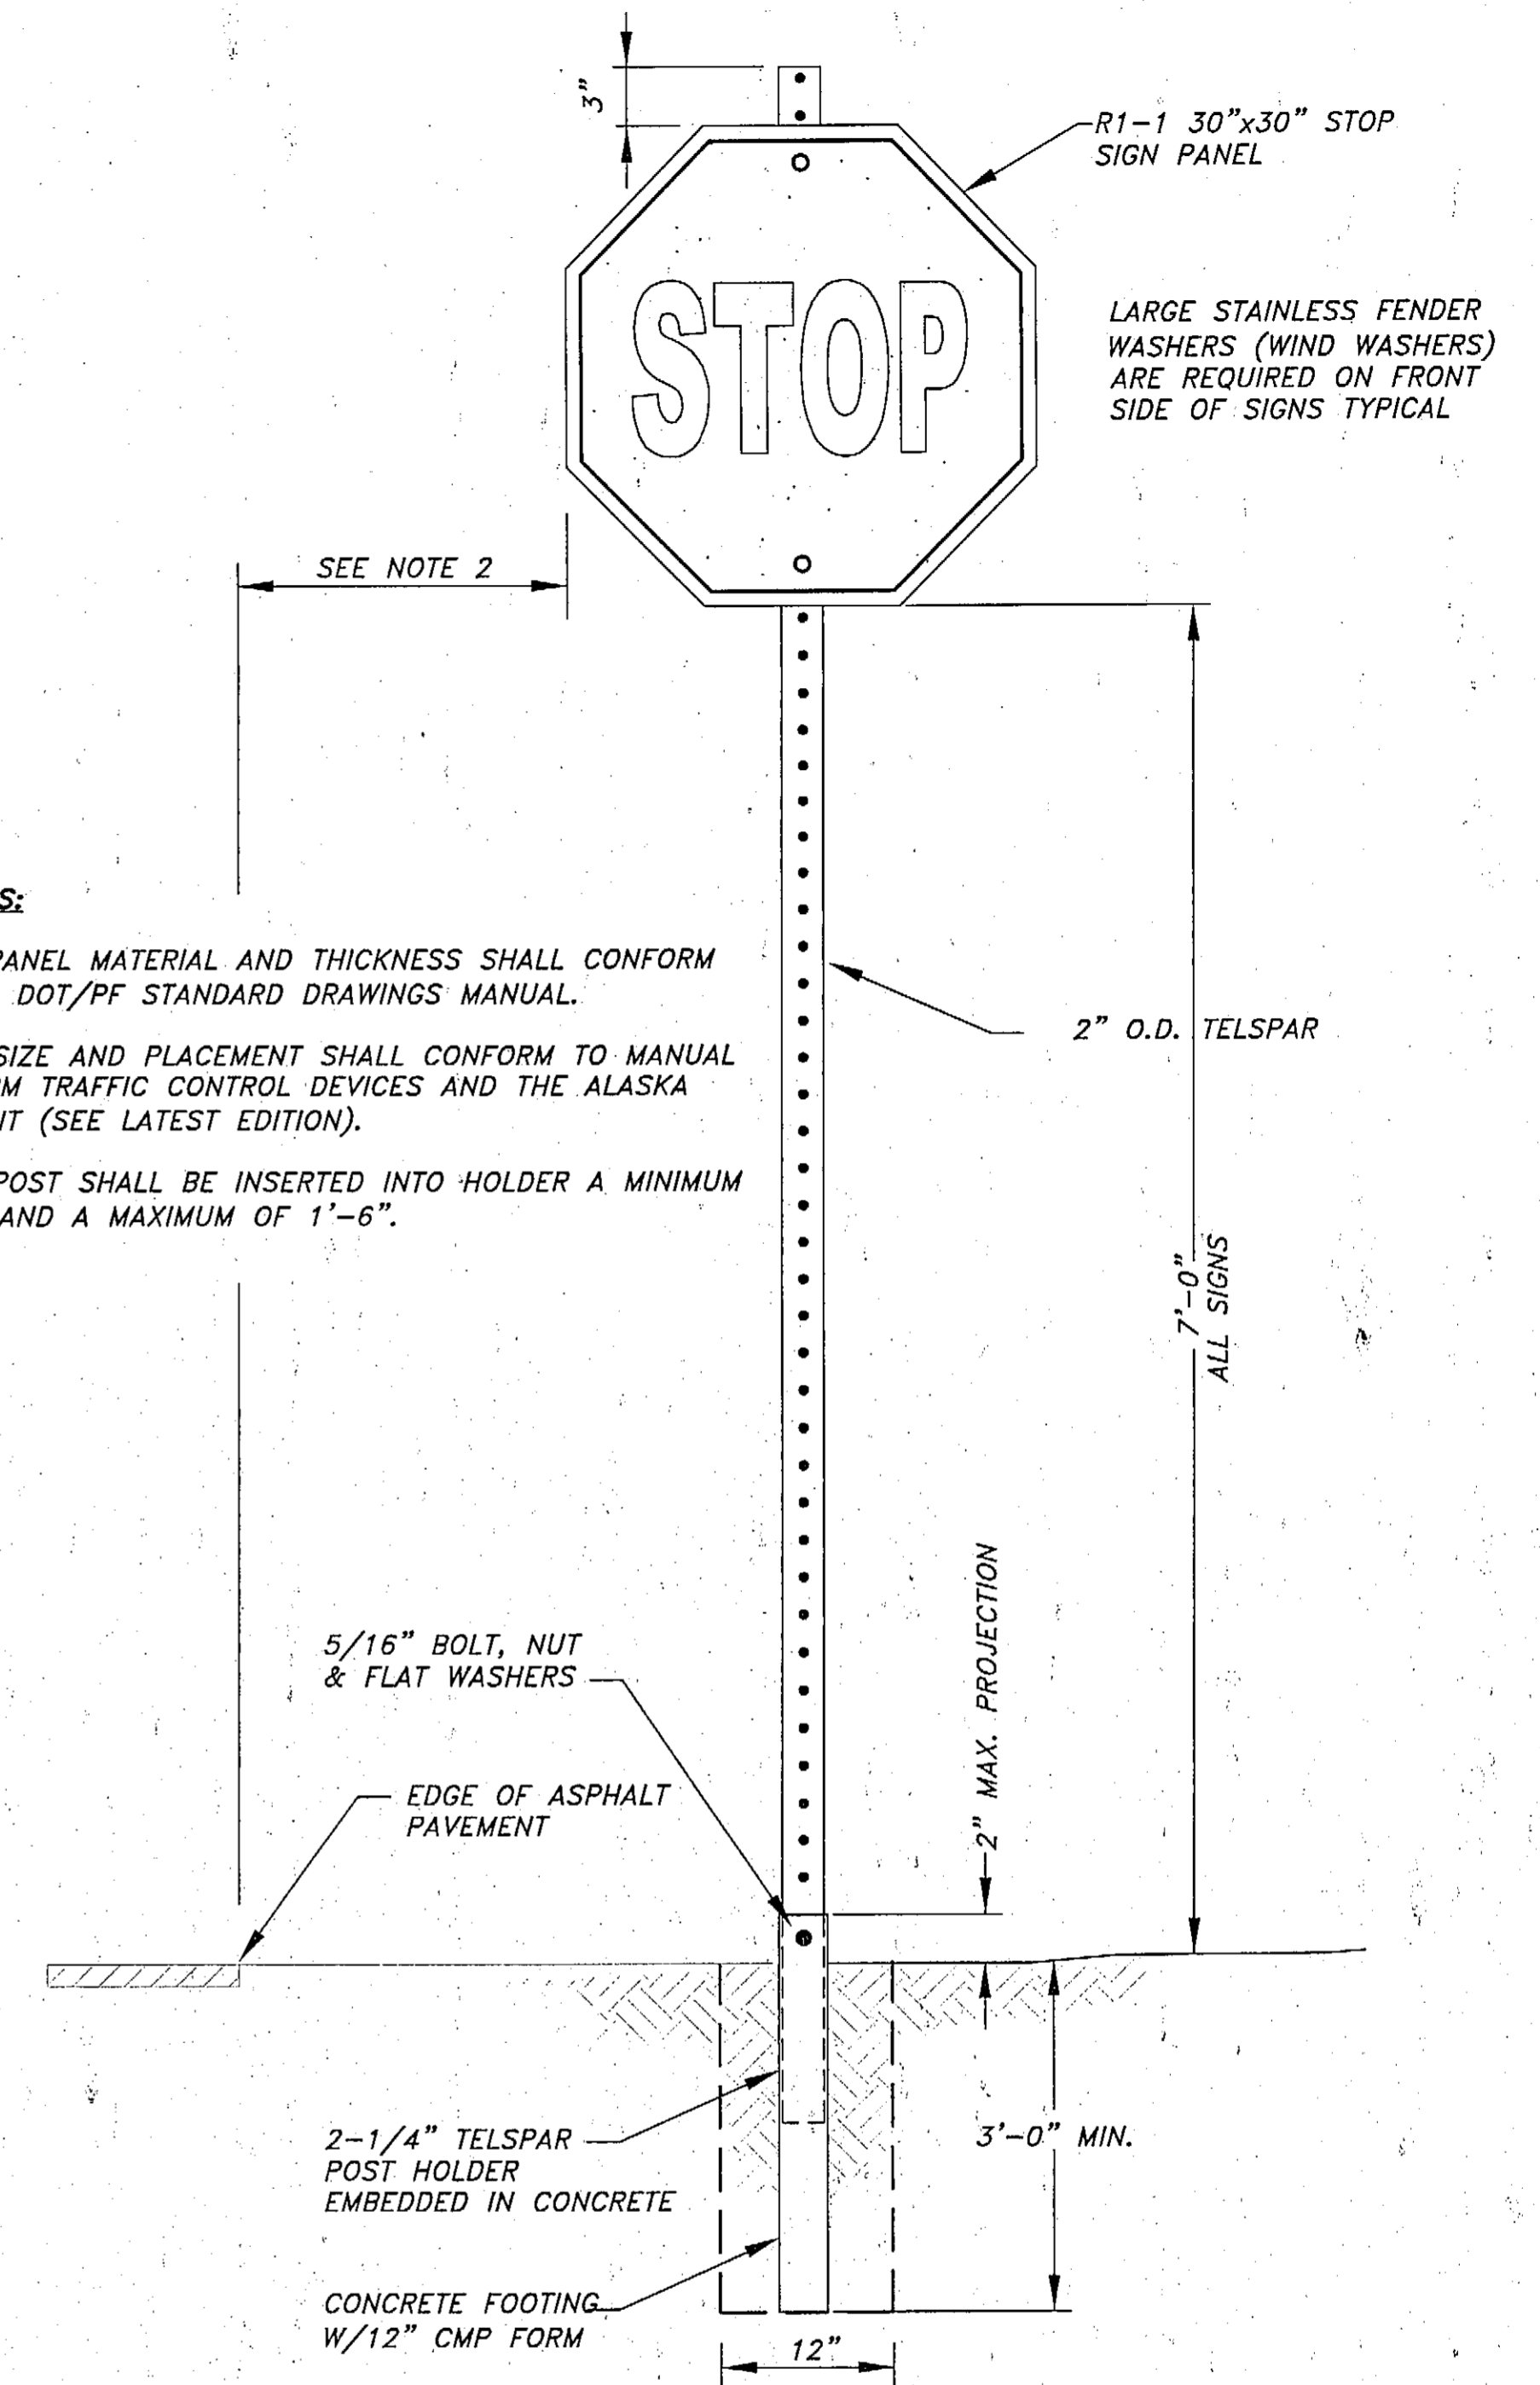 3"
R1-1 30"x30" STOP
SIGN PANEL
STOP
LARGE STAINLESS FENDER
WASHERS (WIND WASHERS)
ARE REQUIRED ON FRONT
SIDE OF SIGNS TYPICAL
SEE NOTE 2
S:
PANEL MATERIAL AND THICKNESS SHALL CONFORM
DOT/PF STANDARD DRAWINGS MANUAL.
SIZE AND PLACEMENT SHALL CONFORM TO MANUAL
TRAFFIC CONTROL DEVICES AND THE ALASKA
(SEE LATEST EDITION).
POST SHALL BE INSERTED INTO HOLDER A MINIMUM
AND A MAXIMUM OF 1'-6".
2" O.D. TELSPAR
7'-0"
ALL SIGNS
5/16" BOLT, NUT
& FLAT WASHERS
2" MAX. PROJECTION
EDGE OF ASPHALT
PAVEMENT
2-1/4" TELSPAR
POST HOLDER
EMBEDDED IN CONCRETE
3'-0" MIN.
CONCRETE FOOTING
W/12" CMP FORM
12"